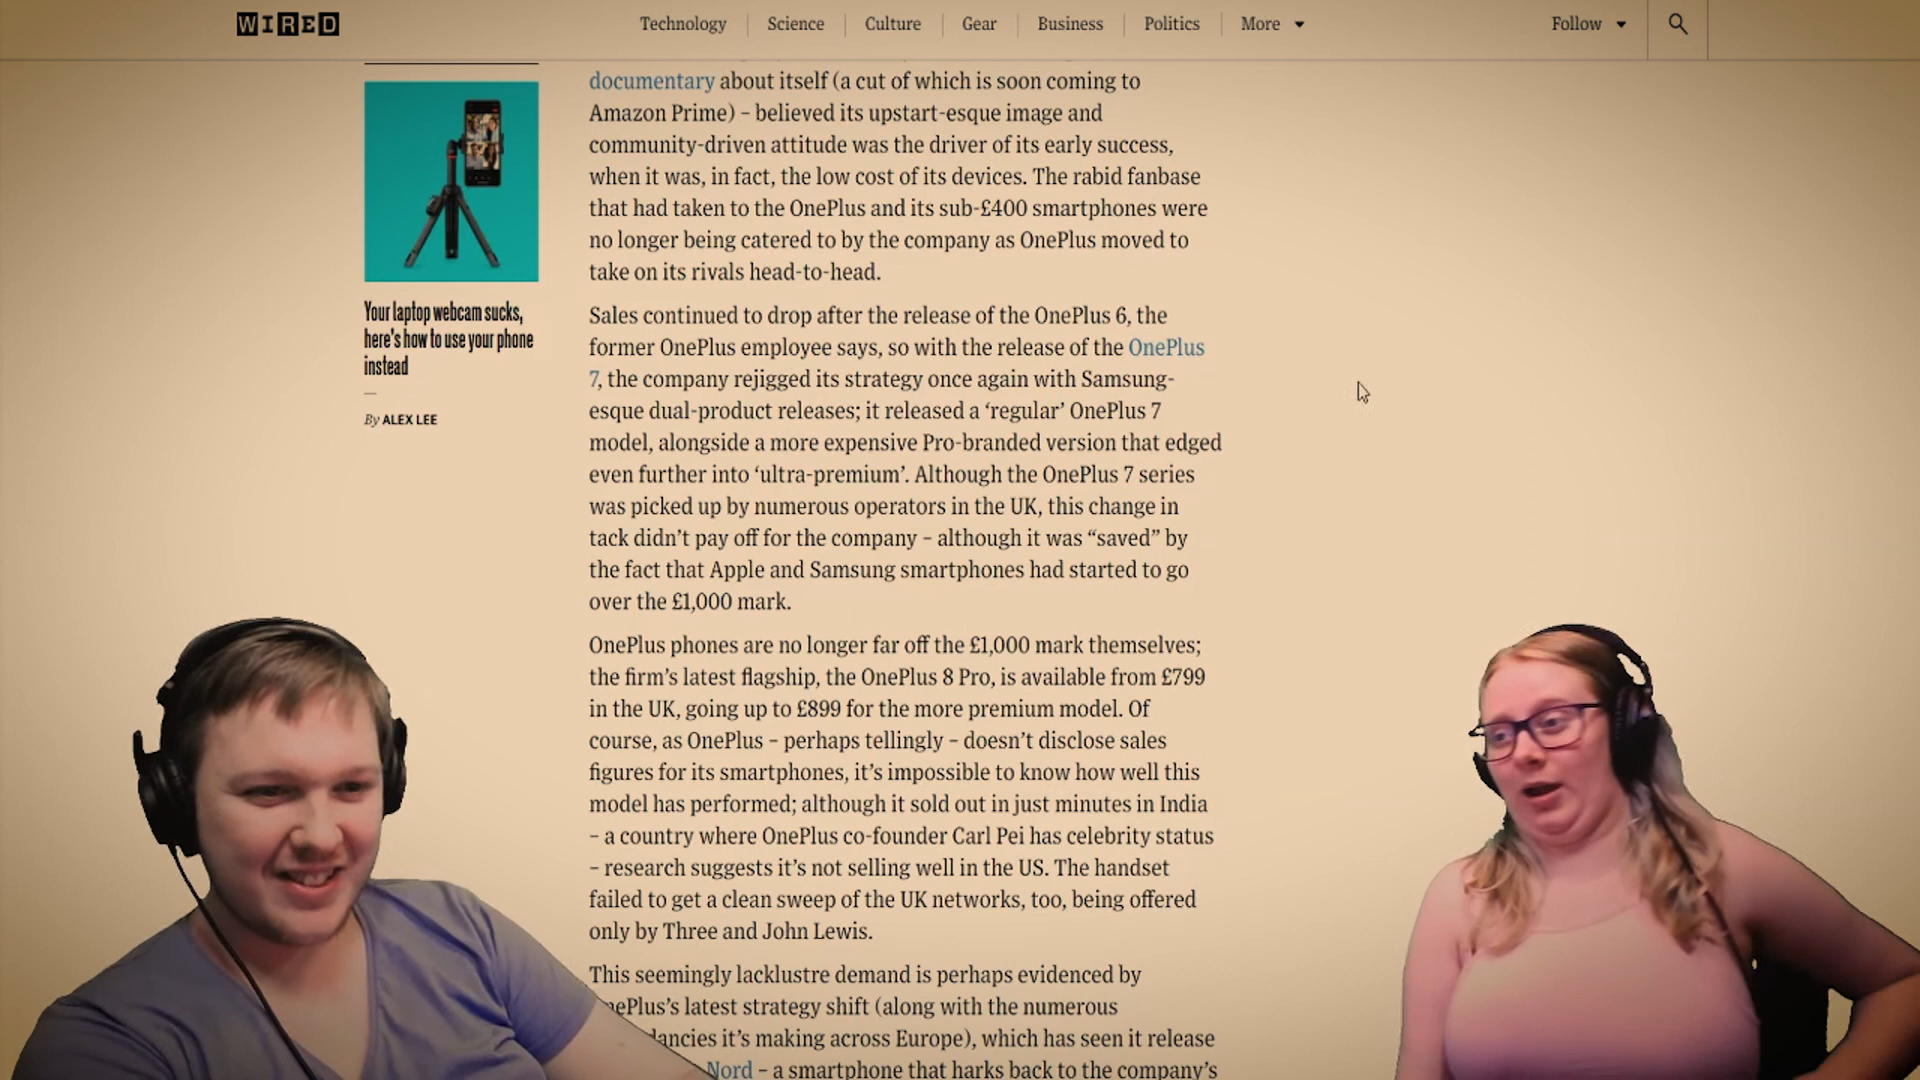 WIRED
Technology
Science
Culture
Gear
Business
Politics
More
Follow
documentary about itself (a cut of which is soon coming to
Amazon Prime) – believed its upstart-esque image and
community-driven attitude was the driver of its early success,
when it was, in fact, the low cost of its devices. The rabid fanbase
that had taken to the OnePlus and its sub-£400 smartphones were
no longer being catered to by the company as OnePlus moved to
take on its rivals head-to-head.
Your laptop webcam sucks,
here's how to use your phone
instead
By ALEX LEE
Sales continued to drop after the release of the OnePlus 6, the
former OnePlus employee says, so with the release of the OnePlus
7, the company rejigged its strategy once again with Samsung-
esque dual-product releases; it released a ‘regular’ OnePlus 7
model, alongside a more expensive Pro-branded version that edged
even further into ‘ultra-premium’. Although the OnePlus 7 series
was picked up by numerous operators in the UK, this change in
tack didn’t pay off for the company – although it was “saved” by
the fact that Apple and Samsung smartphones had started to go
over the £1,000 mark.
OnePlus phones are no longer far off the £1,000 mark themselves;
the firm’s latest flagship, the OnePlus 8 Pro, is available from £799
in the UK, going up to £899 for the more premium model. Of
course, as OnePlus – perhaps tellingly – doesn’t disclose sales
figures for its smartphones, it’s impossible to know how well this
model has performed; although it sold out in just minutes in India
– a country where OnePlus co-founder Carl Pei has celebrity status
– research suggests it’s not selling well in the US. The handset
failed to get a clean sweep of the UK networks, too, being offered
only by Three and John Lewis.
This seemingly lacklustre demand is perhaps evidenced by
nePlus’s latest strategy shift (along with the numerous
ancies it’s making across Europe), which has seen it release
Nord – a smartphone that harks back to the company’s